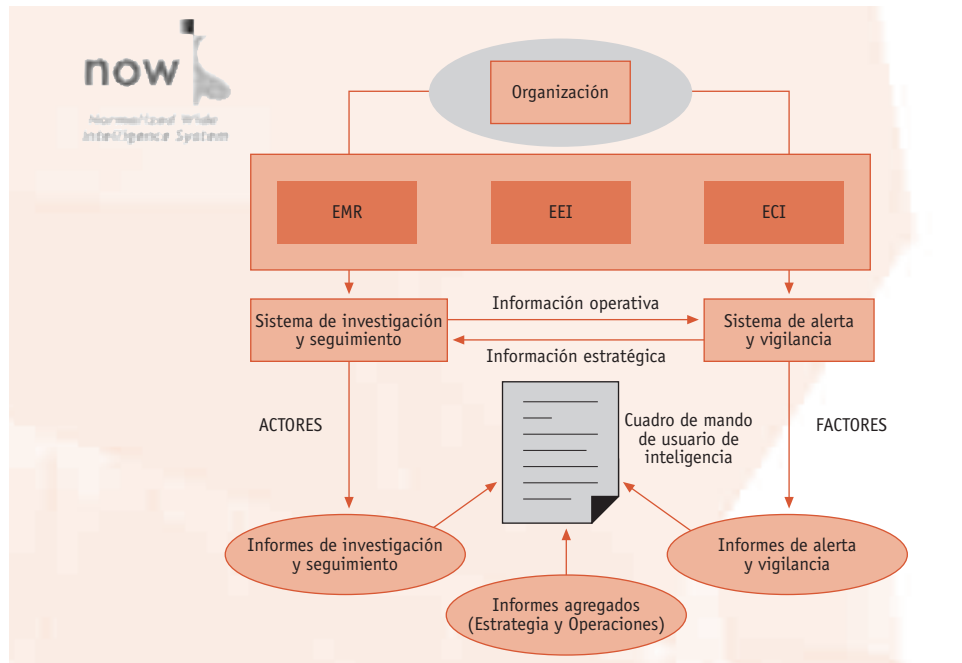 now
Normalized Wide
Intelligence System
Organización
EMR
EEI
ECI
Sistema de investigación
y seguimiento
Información operativa
Información estratégica
Sistema de alerta
y vigilancia
ACTORES
Cuadro de mando
de usuario de
inteligencia
FACTORES
Informes de investigación
y seguimiento
Informes de alerta
y vigilancia
Informes agregados
(Estrategia y Operaciones)